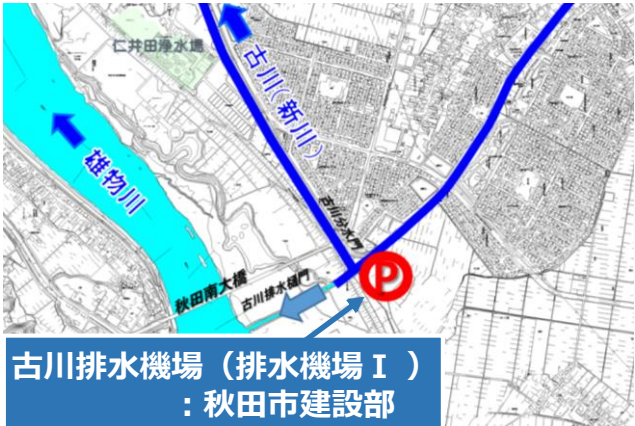 仁井田浄水場
古川(新川)
雄物川
古川分水門
秋田南大橋
古川排水樋門
P
古川排水機場(排水機場Ⅰ )
:秋田市建設部